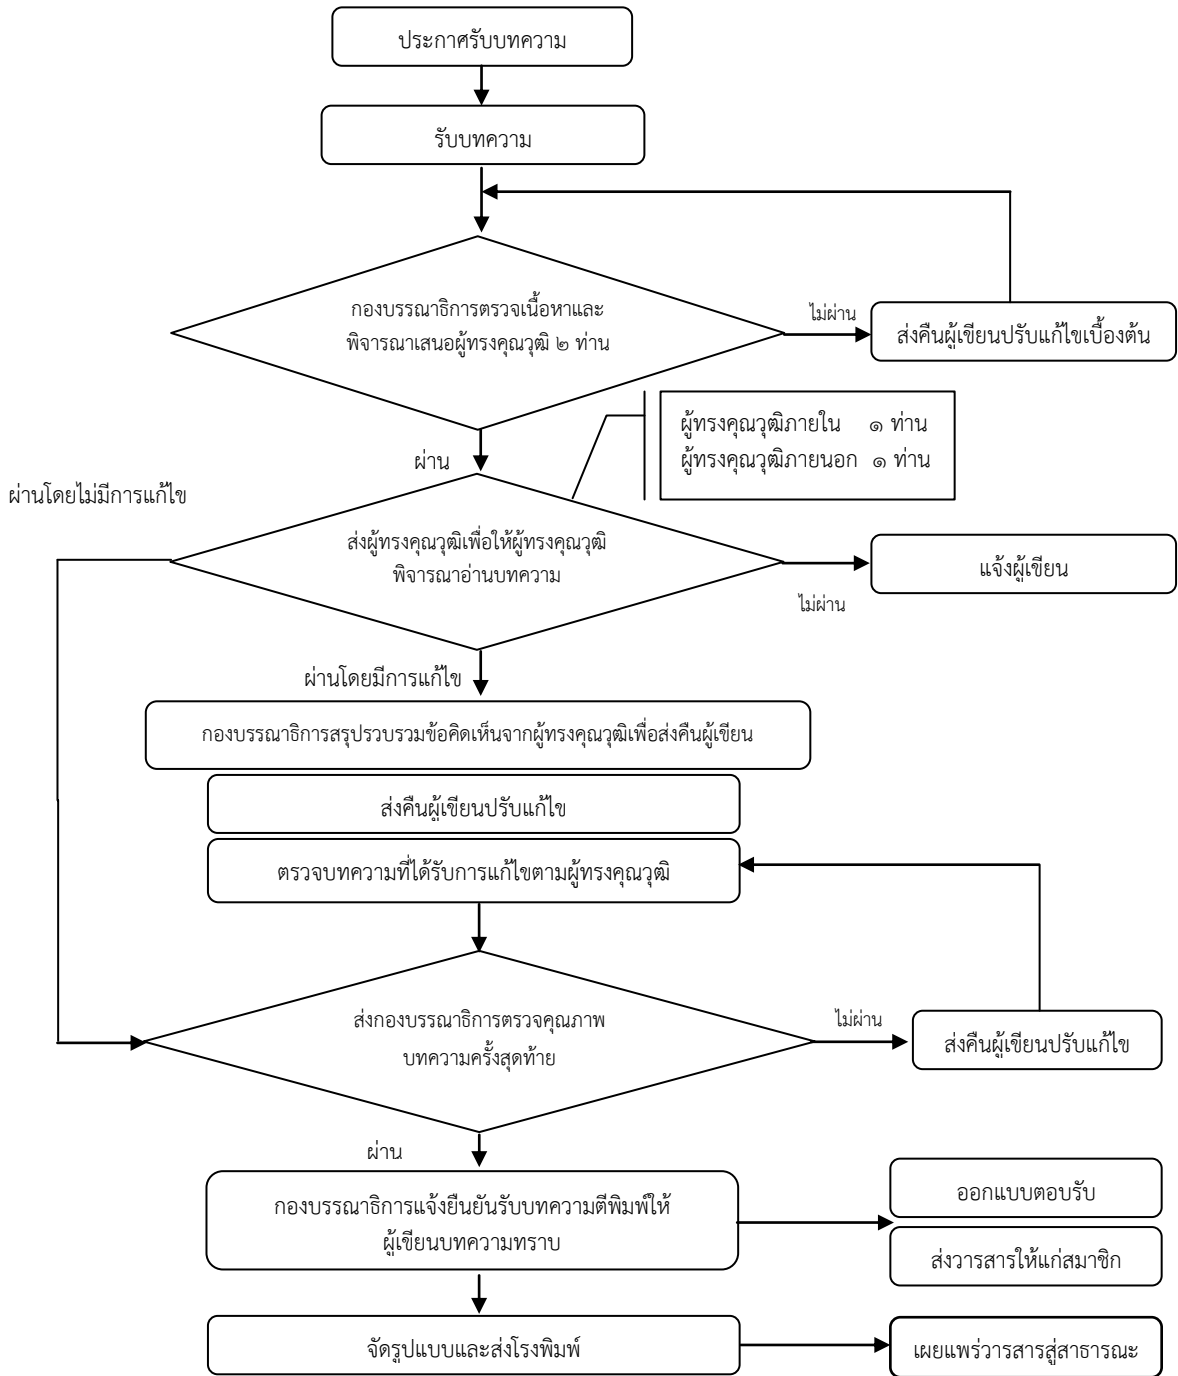 ประกาศรับบทความ
รับบทความ
กองบรรณาธิการตรวจเนื้อหาและ
พิจารณาเสนอผู้ทรงคุณวุฒิ ๒ ท่าน
ไม่ผ่าน
ส่งคืนผู้เขียนปรับแก้ไขเบื้องต้น
ผู้ทรงคุณวุฒิภายใน ๑ ท่าน
ผู้ทรงคุณวุฒิภายนอก ๑ ท่าน
ผ่าน
ผ่านโดยไม่มีการแก้ไข
ส่งผู้ทรงคุณวุฒิเพื่อให้ผู้ทรงคุณวุฒิ
พิจารณาอ่านบทความ
แจ้งผู้เขียน
ไม่ผ่าน
ผ่านโดยมีการแก้ไข
กองบรรณาธิการสรุปรวบรวมข้อคิดเห็นจากผู้ทรงคุณวุฒิเพื่อส่งคืนผู้เขียน
ส่งคืนผู้เขียนปรับแก้ไข
ตรวจบทความที่ได้รับการแก้ไขตามผู้ทรงคุณวุฒิ
ส่งกองบรรณาธิการตรวจคุณภาพ
บทความครั้งสุดท้าย
ไม่ผ่าน
ส่งคืนผู้เขียนปรับแก้ไข
ผ่าน
กองบรรณาธิการแจ้งยืนยันรับบทความตีพิมพ์ให้
ผู้เขียนบทความทราบ
ออกแบบตอบรับ
ส่งวารสารให้แก่สมาชิก
จัดรูปแบบและส่งโรงพิมพ์
เผยแพร่วารสารสู่สาธารณะ